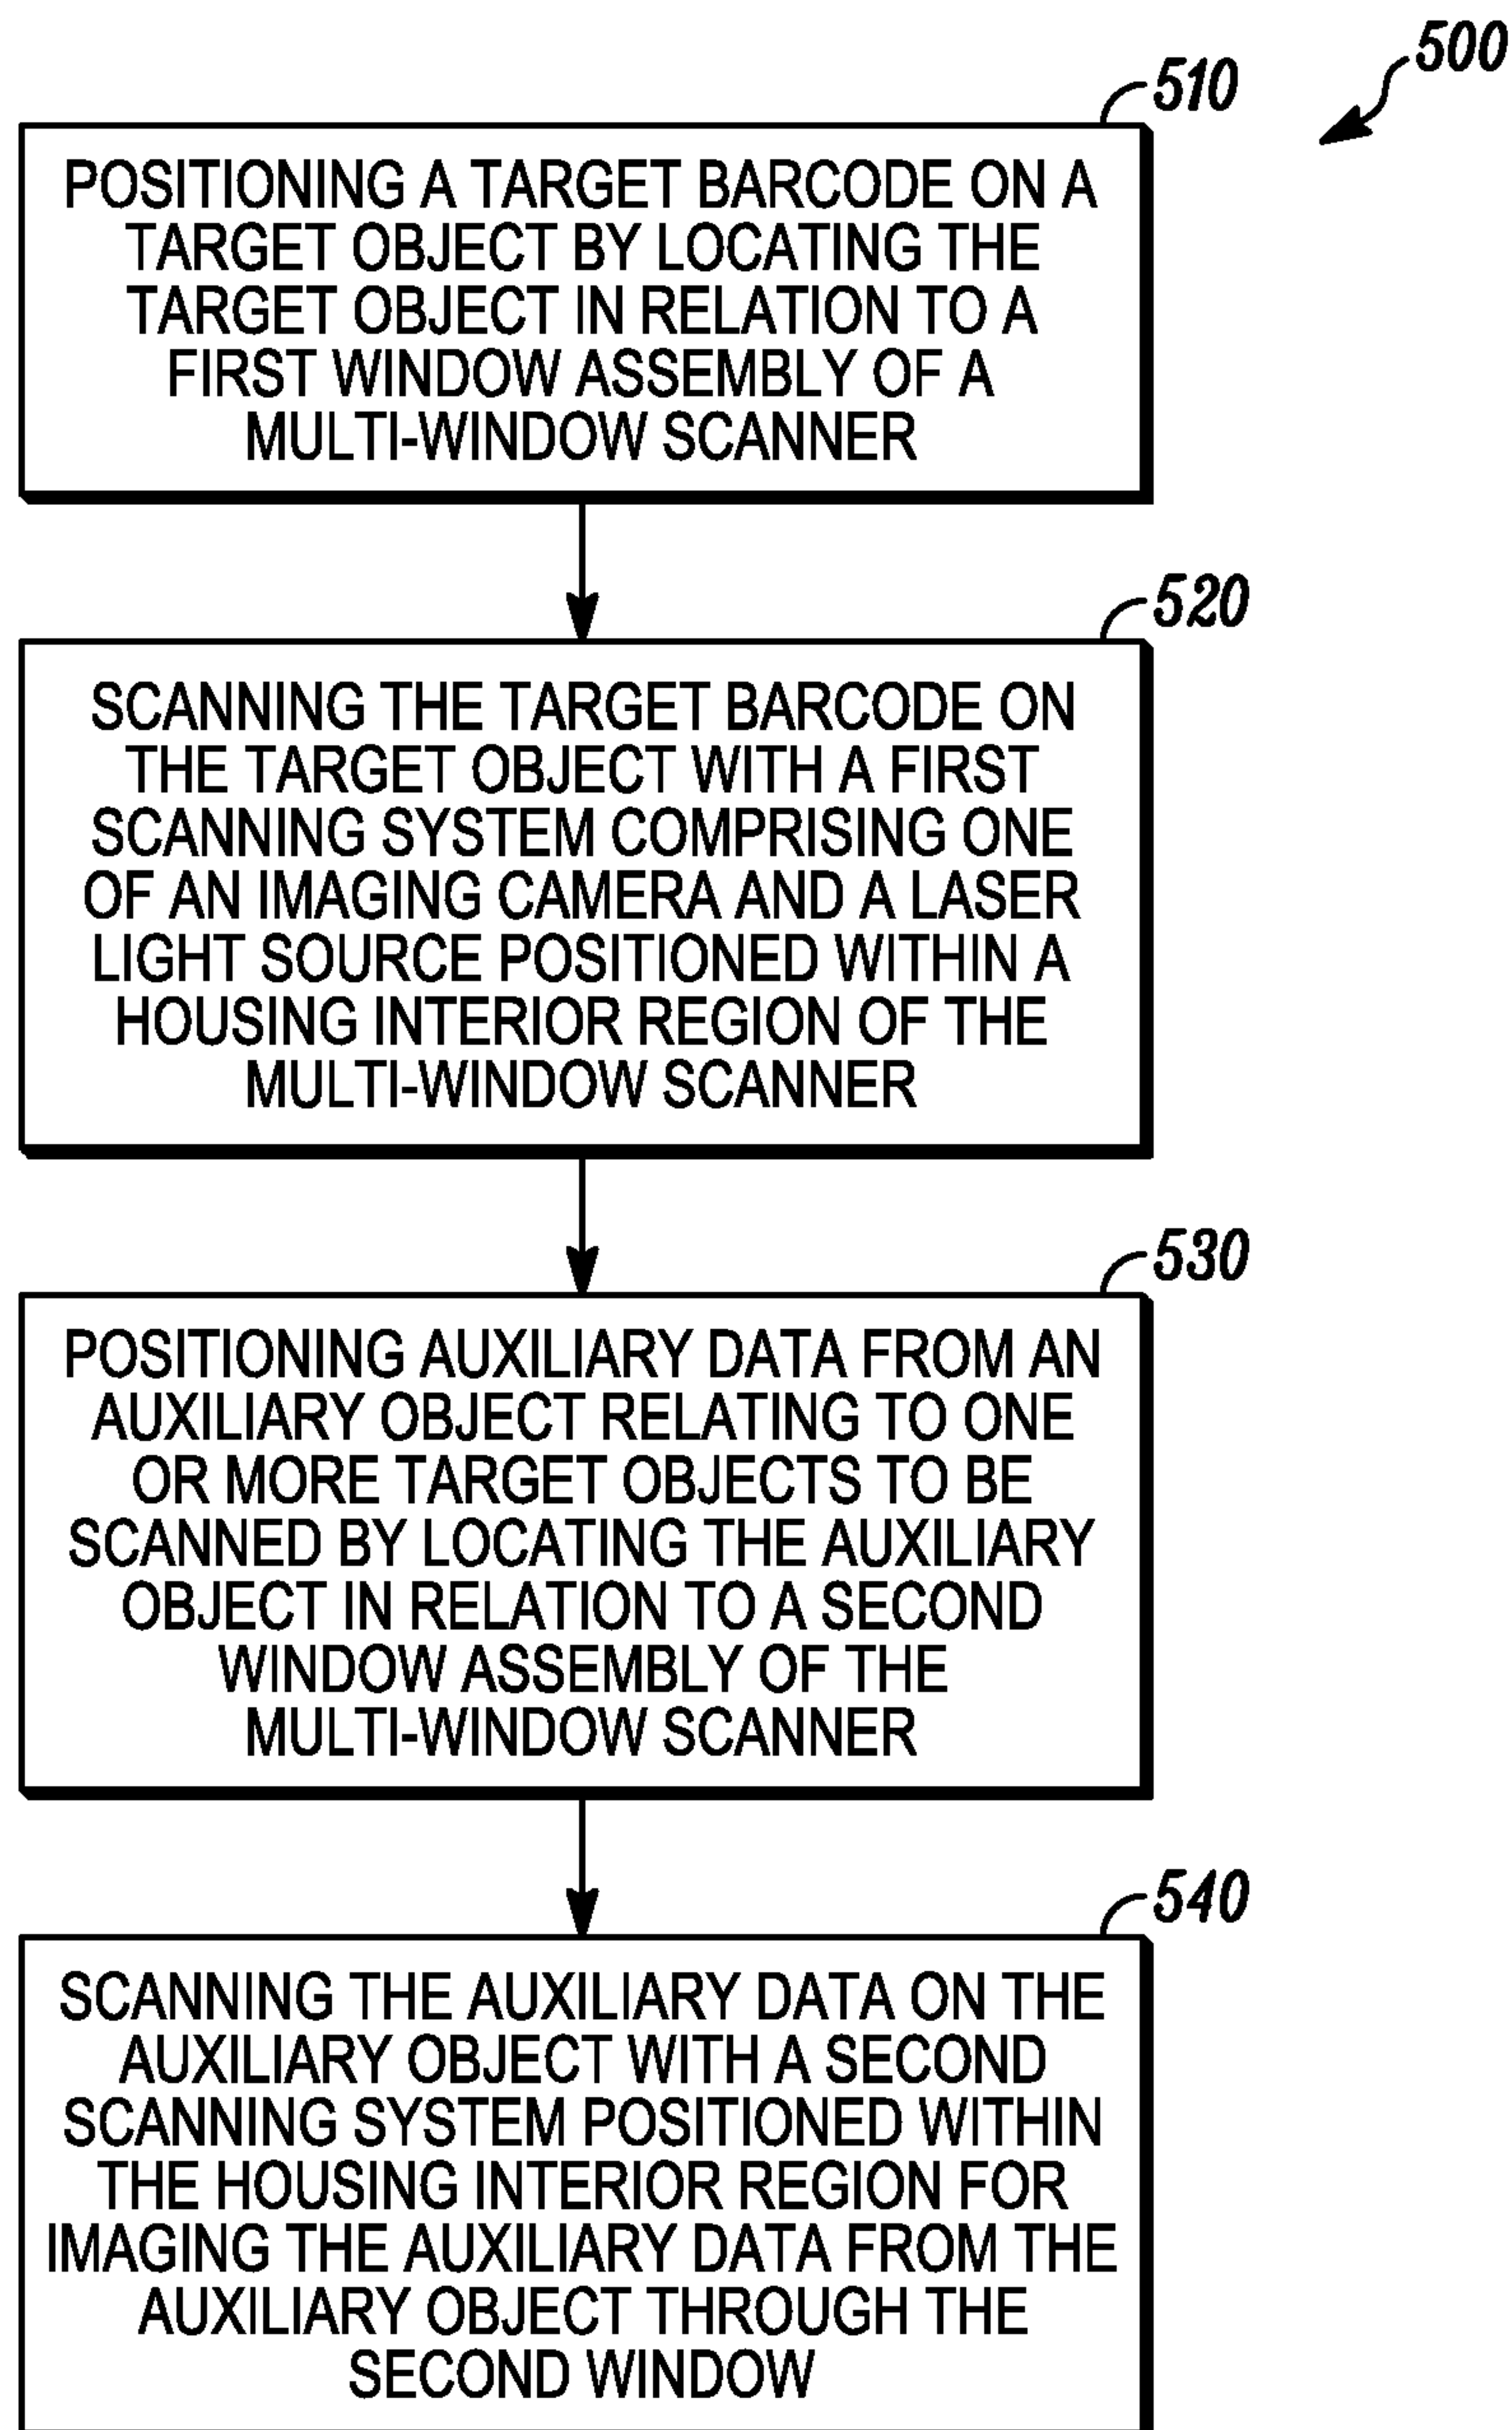 500
510
POSITIONING A TARGET BARCODE ON A
TARGET OBJECT BY LOCATING THE
TARGET OBJECT IN RELATION TO A
FIRST WINDOW ASSEMBLY OF A
MULTI-WINDOW SCANNER
520
SCANNING THE TARGET BARCODE ON
THE TARGET OBJECT WITH A FIRST
SCANNING SYSTEM COMPRISING ONE
OF AN IMAGING CAMERA AND A LASER
LIGHT SOURCE POSITIONED WITHIN A
HOUSING INTERIOR REGION OF THE
MULTI-WINDOW SCANNER
530
POSITIONING AUXILIARY DATA FROM AN
AUXILIARY OBJECT RELATING TO ONE
OR MORE TARGET OBJECTS TO BE
SCANNED BY LOCATING THE AUXILIARY
OBJECT IN RELATION TO A SECOND
WINDOW ASSEMBLY OF THE
MULTI-WINDOW SCANNER
540
SCANNING THE AUXILIARY DATA ON THE
AUXILIARY OBJECT WITH A SECOND
SCANNING SYSTEM POSITIONED WITHIN
THE HOUSING INTERIOR REGION FOR
IMAGING THE AUXILIARY DATA FROM THE
AUXILIARY OBJECT THROUGH THE
SECOND WINDOW